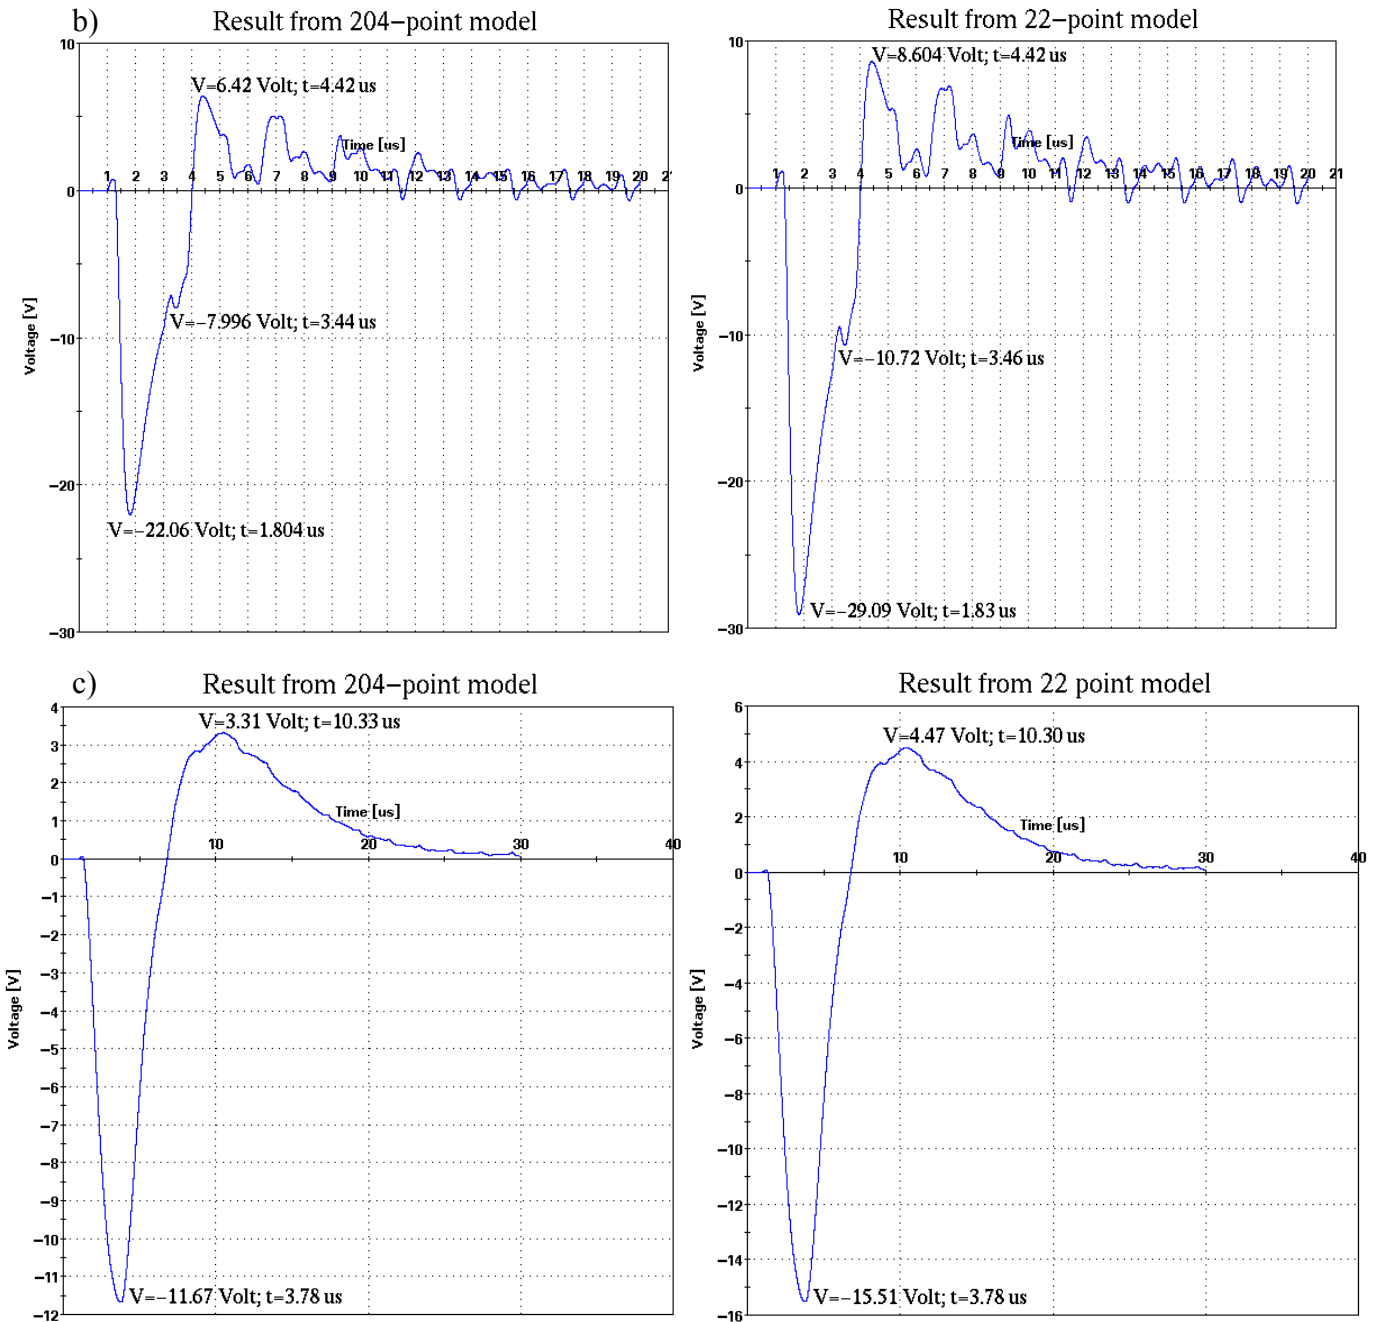 b)
Result from 204-point model
10
V=6.42 Volt; t=4.42 us
Time [us]
1 2 3 4 5 6 7 8 9 10 11 12 13 14 15 16 17 18 19 20
0
V=-7.996 Volt; t=3.44 us
-10
Voltage [V]
-20
V=-22.06 Volt; t=1.804 us
-30
Result from 22-point model
10
V=8.604 Volt; t=4.42 us
Time [us]
1 2 3 4 5 6 7 8 9 10 11 12 13 14 15 16 17 18 19 20 21
0
-10
V=-10.72 Volt; t=3.46 us
Voltage [V]
-20
V=-29.09 Volt; t=1.83 us
-30
c)
Result from 204-point model
4
V=3.31 Volt; t=10.33 us
3
2
Time [us]
1
10 20 30 40
0
-1
-2
-3
Voltage [V]
-4
-5
-6
-7
-8
-9
-10
-11
V=-11.67 Volt; t=3.78 us
-12
Result from 22 point model
6
V=4.47 Volt; t=10.30 us
4
2
Time [us]
10 20 30 40
0
-2
-4
Voltage [V]
-6
-8
-10
-12
-14
V=-15.51 Volt; t=3.78 us
-16